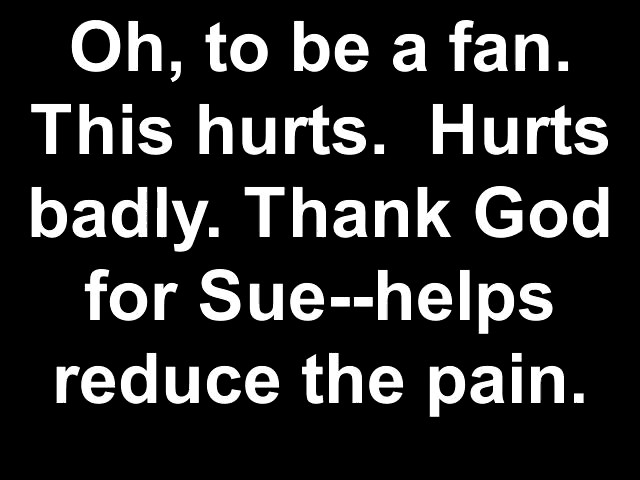 Oh, to be a fan.
This hurts.  Hurts
badly. Thank God
for Sue--helps
reduce the pain.